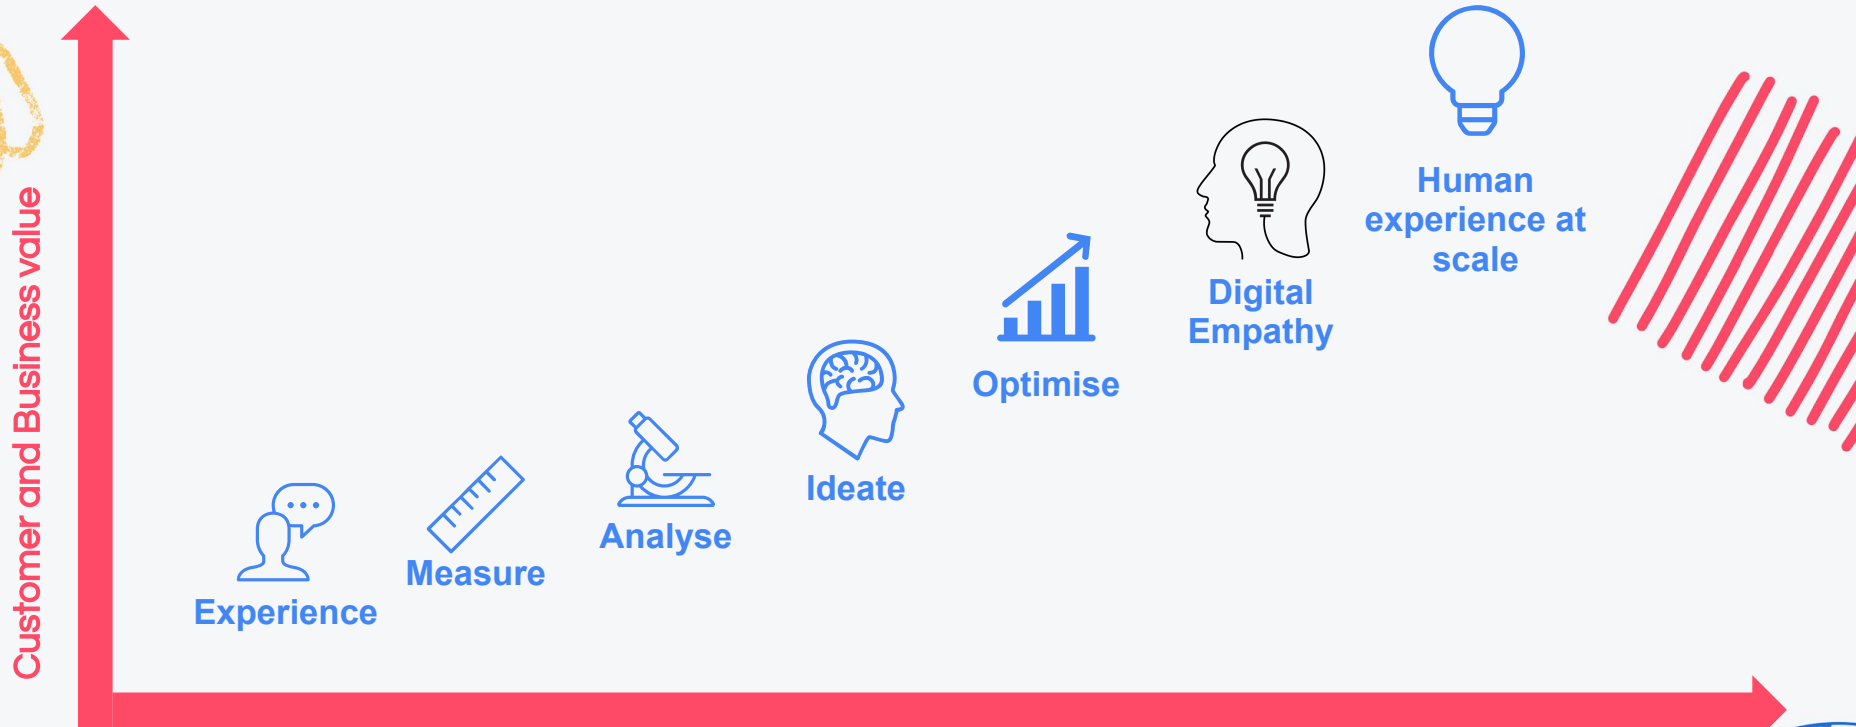 Customer and Business value
Experience
Measure
Analyse
Ideate
Optimise
Digital
Empathy
Human
experience at
scale